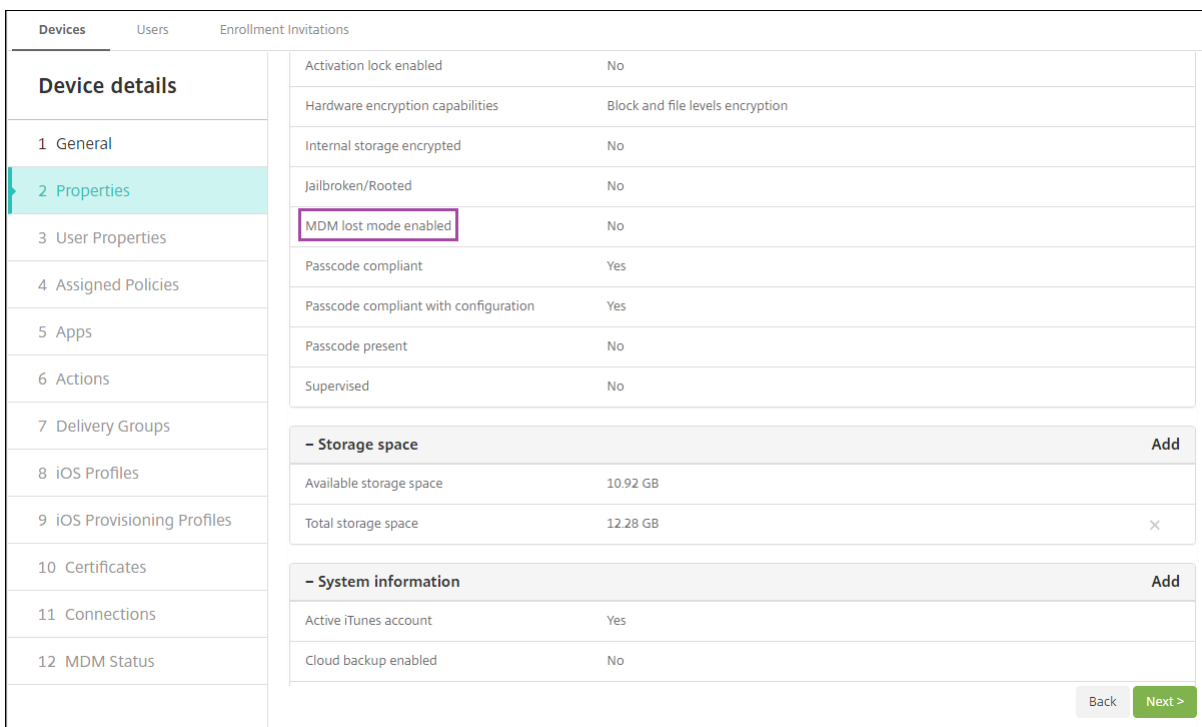 Devices Users Enrollment Invitations
Device details
1 General
2 Properties
3 User Properties
4 Assigned Policies
5 Apps
6 Actions
7 Delivery Groups
8 iOS Profiles
9 iOS Provisioning Profiles
10 Certificates
11 Connections
12 MDM Status
Activation lock enabled No
Hardware encryption capabilities Block and file levels encryption
Internal storage encrypted No
Jailbroken/Rooted No
MDM lost mode enabled No
Passcode compliant Yes
Passcode compliant with configuration Yes
Passcode present No
Supervised No
– Storage space Add
Available storage space 10.92 GB
Total storage space 12.28 GB ×
– System information Add
Active iTunes account Yes
Cloud backup enabled No
Back Next >